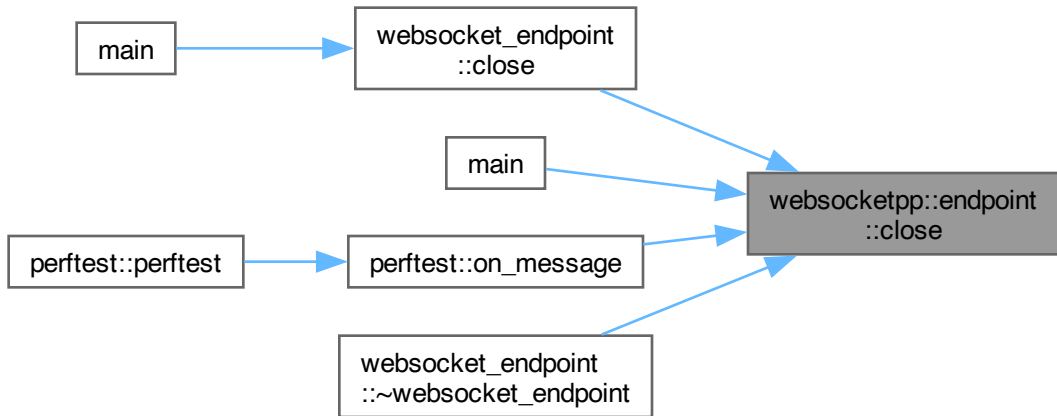 main
websocket_endpoint
::close
main
websocketpp::endpoint
::close
perftest::perftest
perftest::on_message
websocket_endpoint
::~websocket_endpoint